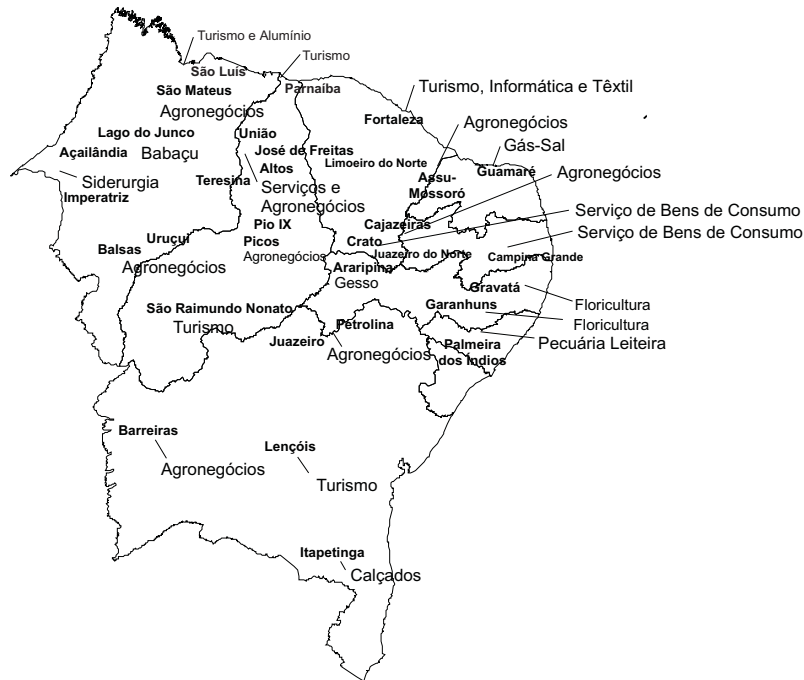 Turismo e Alumínio
Turismo
São Luís
São Mateus
Parnaíba
Turismo, Informática e Têxtil
Agronegócios
Fortaleza
Agronegócios
Lago do Junco
União
Gás-Sal
Açailândia
Babaçu
José de Freitas
Limoeiro do Norte
Altos
Guamaré
Agronegócios
Siderurgia
Teresina
Serviços e
Agronegócios
Assu-
Mossoró
Imperatriz
Serviço de Bens de Consumo
Pio IX
Cajazeiras
Serviço de Bens de Consumo
Uruçuí
Balsas
Picos
Crato
Agronegócios
Agronegócios
Juazeiro do Norte
Campina Grande
Araripina
Gesso
Gravatá
São Raimundo Nonato
Garanhuns
Floricultura
Turismo
Petrolina
Floricultura
Juazeiro
Agronegócios
Palmeira
dos Índios
Pecuária Leiteira
Barreiras
Agronegócios
Lençóis
Turismo
Itapetinga
Calçados